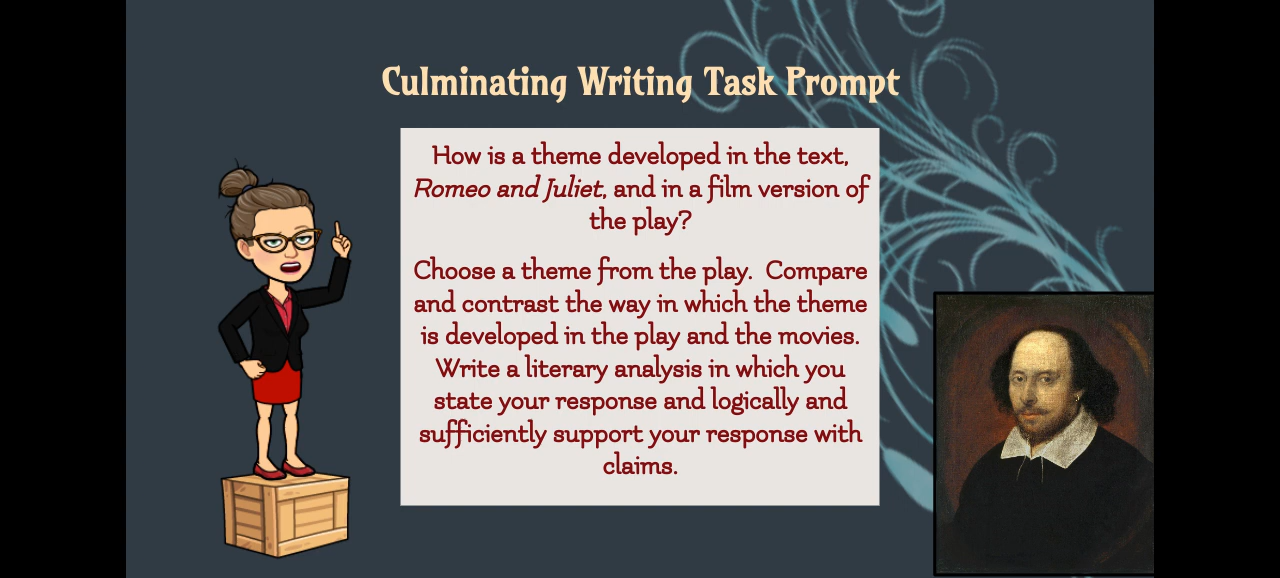 Culminating Writing Task Prompt
How is a theme developed in the text,
Romeo and Juliet, and in a film version of
the play?
Choose a theme from the play.  Compare
and contrast the way in which the theme
is developed in the play and the movies.
Write a literary analysis in which you
state your response and logically and
sufficiently support your response with
claims.